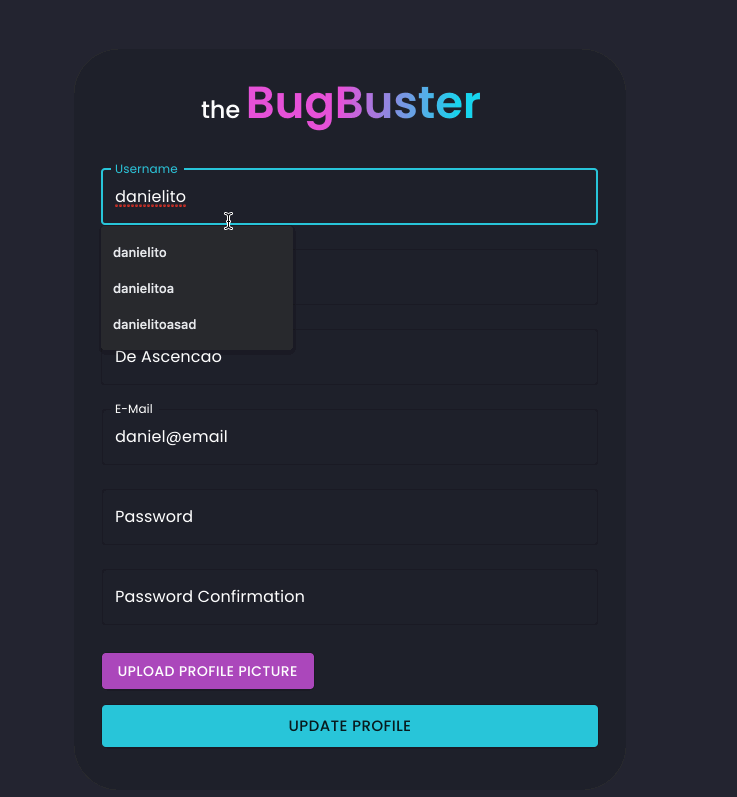 the BugBuster
Username
danielito
danielito
danielitoa
danielitoasad
De Ascencao
E-Mail
daniel@email
Password
Password Confirmation
UPLOAD PROFILE PICTURE
UPDATE PROFILE